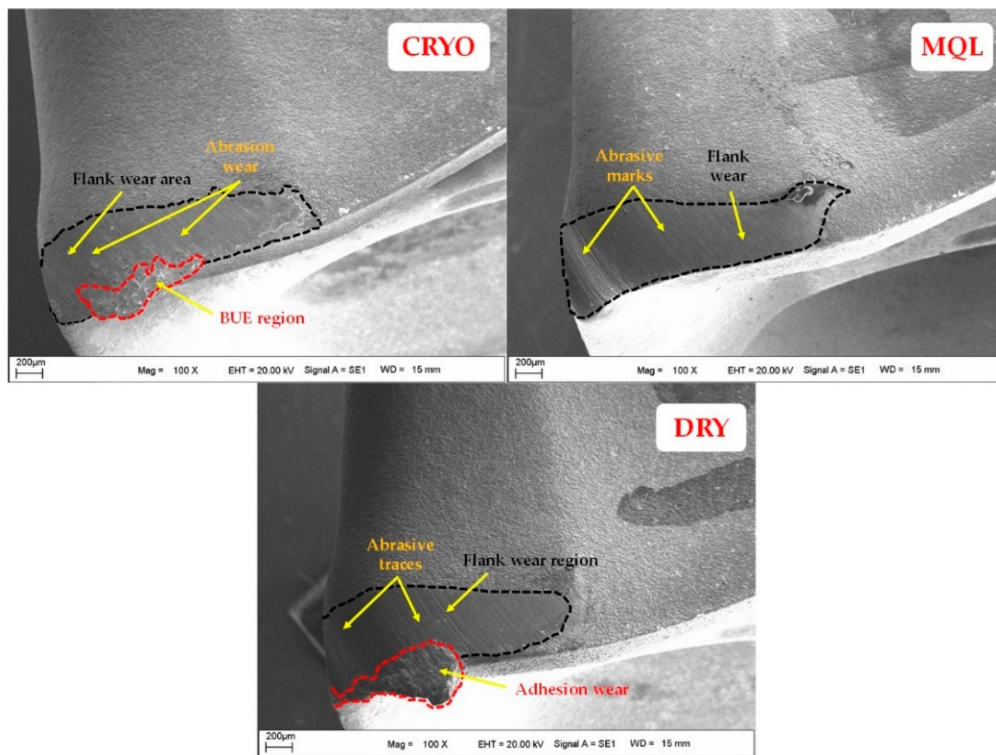 CRYO
Abrasion
wear
Flank wear area
BUE region
200µm
Mag = 100 X EHT = 20.00 kV Signal A = SE1 WD = 15 mm
MQL
Abrasive
marks
Flank
wear
200µm
Mag = 100 X EHT = 20.00 kV Signal A = SE1 WD = 15 mm
DRY
Abrasive
traces
Flank wear region
Adhesion wear
200µm
Mag = 100 X EHT = 20.00 kV Signal A = SE1 WD = 15 mm